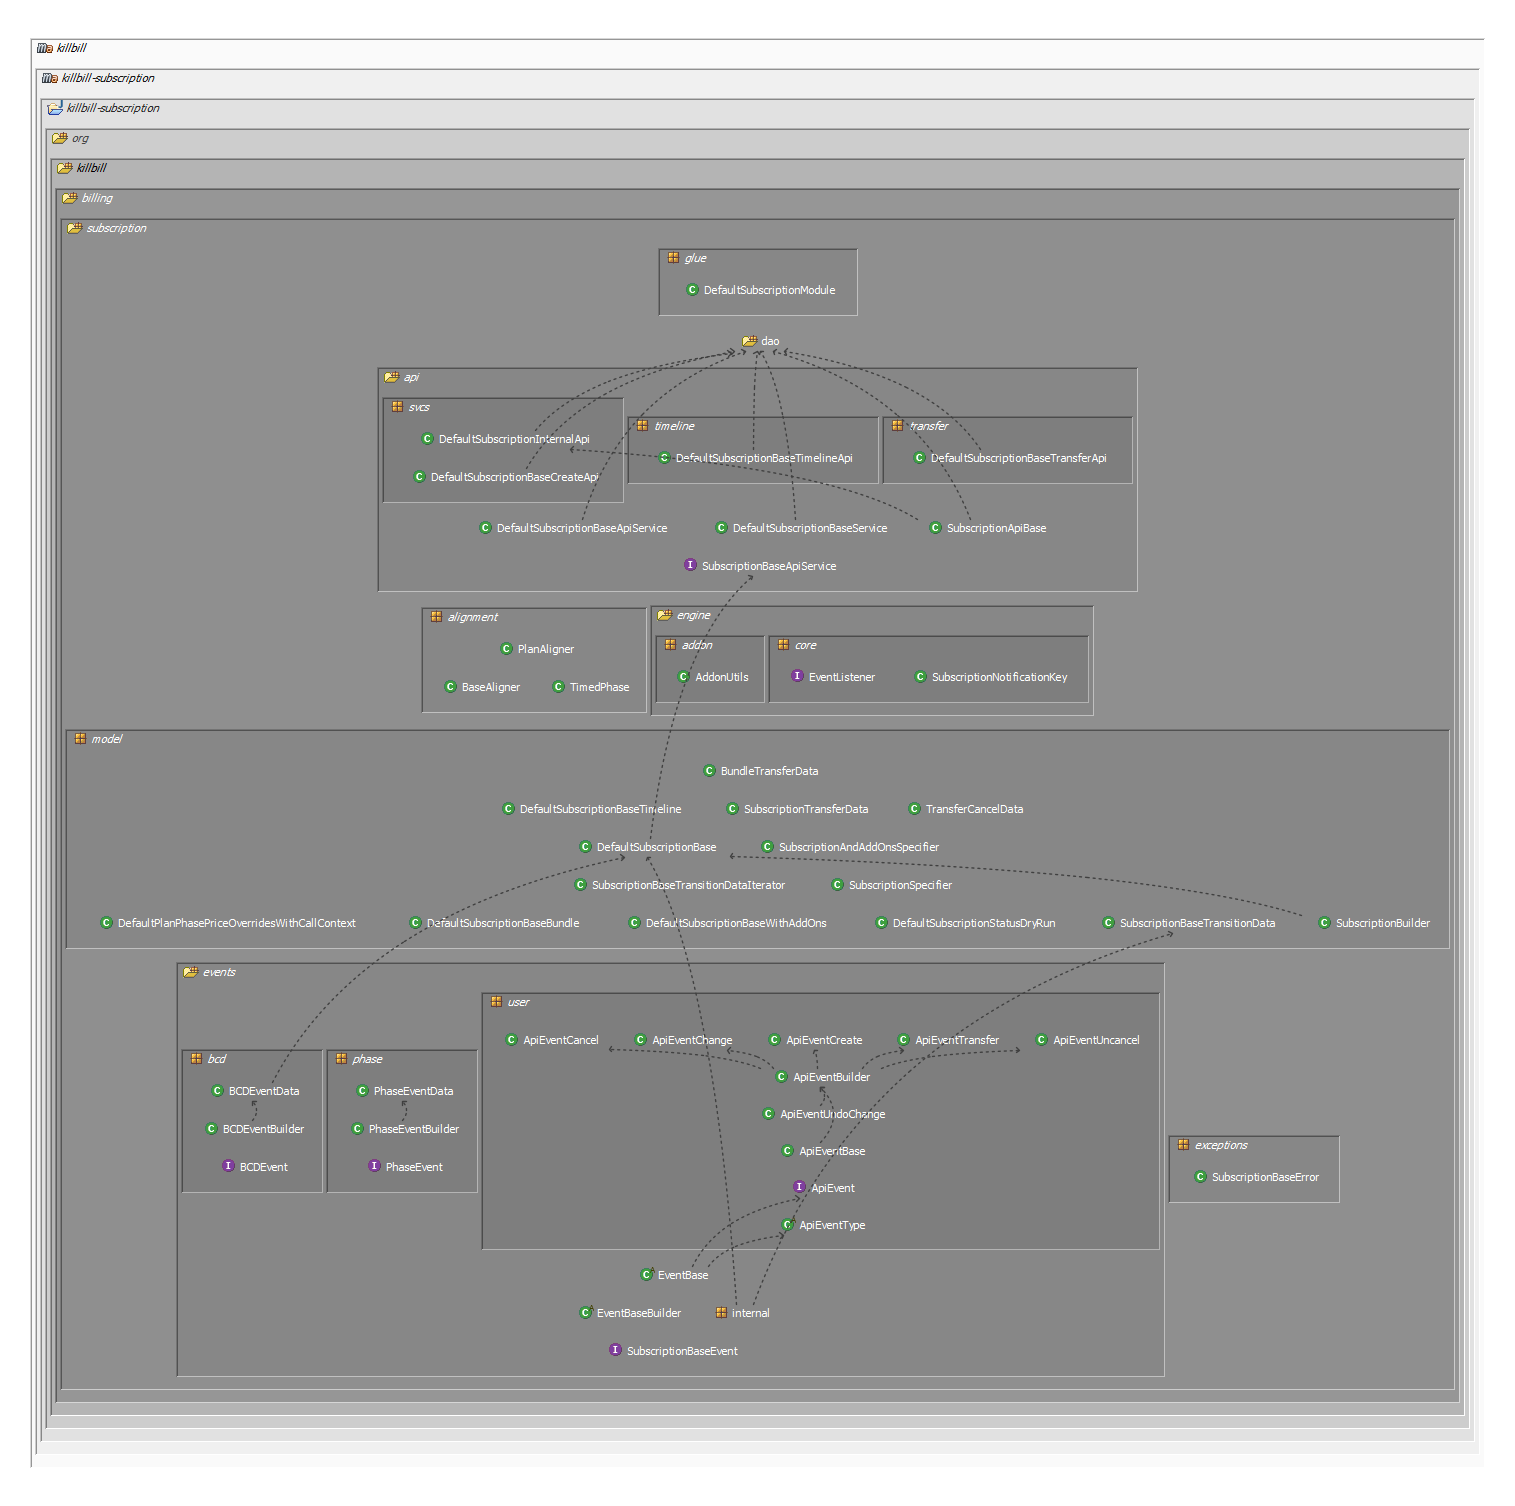 killbill
killbill-subscription
killbill-subscription
org
killbill
billing
subscription
glue
DefaultSubscriptionModule
dao
api
svcs
DefaultSubscriptionInternalApi
DefaultSubscriptionBaseCreateApi
timeline
DefaultSubscriptionBaseTimelineApi
transfer
DefaultSubscriptionBaseTransferApi
DefaultSubscriptionBaseApiService
DefaultSubscriptionBaseService
SubscriptionApiBase
SubscriptionBaseApiService
alignment
PlanAligner
BaseAligner
TimedPhase
engine
addon
AddonUtils
core
EventListener
SubscriptionNotificationKey
model
BundleTransferData
DefaultSubscriptionBaseTimeline
SubscriptionTransferData
TransferCancelData
DefaultSubscriptionBase
SubscriptionAndAddOnsSpecifier
SubscriptionBaseTransitionDataIterator
SubscriptionSpecifier
DefaultPlanPhasePriceOverridesWithCallContext
DefaultSubscriptionBaseBundle
DefaultSubscriptionBaseWithAddOns
DefaultSubscriptionStatusDryRun
SubscriptionBaseTransitionData
SubscriptionBuilder
events
bcd
BCDEventData
BCDEventBuilder
BCDEvent
phase
PhaseEventData
PhaseEventBuilder
PhaseEvent
user
ApiEventCancel
ApiEventChange
ApiEventCreate
ApiEventTransfer
ApiEventUncancel
ApiEventBuilder
ApiEventUndoChange
ApiEventBase
ApiEvent
ApiEventType
EventBase
EventBaseBuilder
internal
SubscriptionBaseEvent
exceptions
SubscriptionBaseError